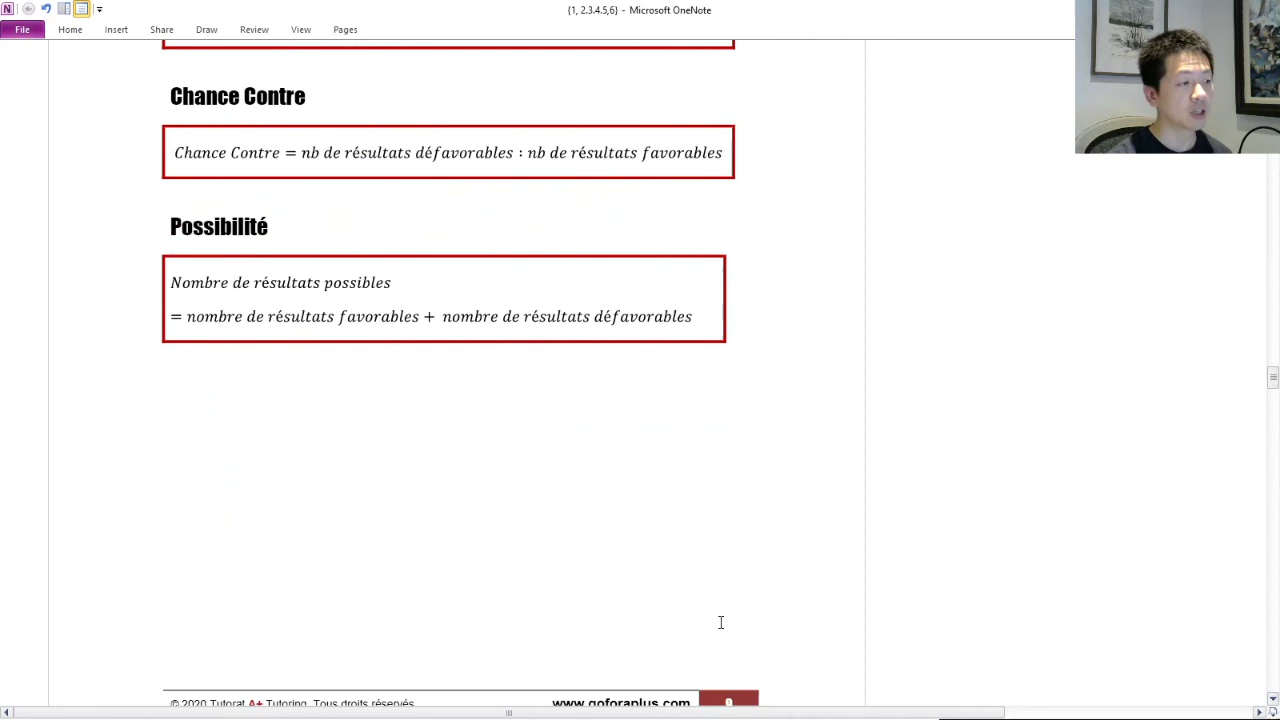 {1, 2.3.4.5,6} - Microsoft OneNote
File Home Insert Share Draw Review View Pages
Chance Contre
Chance Contre = nb de résultats défavorables : nb de résultats favorables
Possibilité
Nombre de résultats possibles
= nombre de résultats favorables + nombre de résultats défavorables
© 2020 Tutorat A+ Tutoring. Tous droits réservés. www.goforaplus.com 9